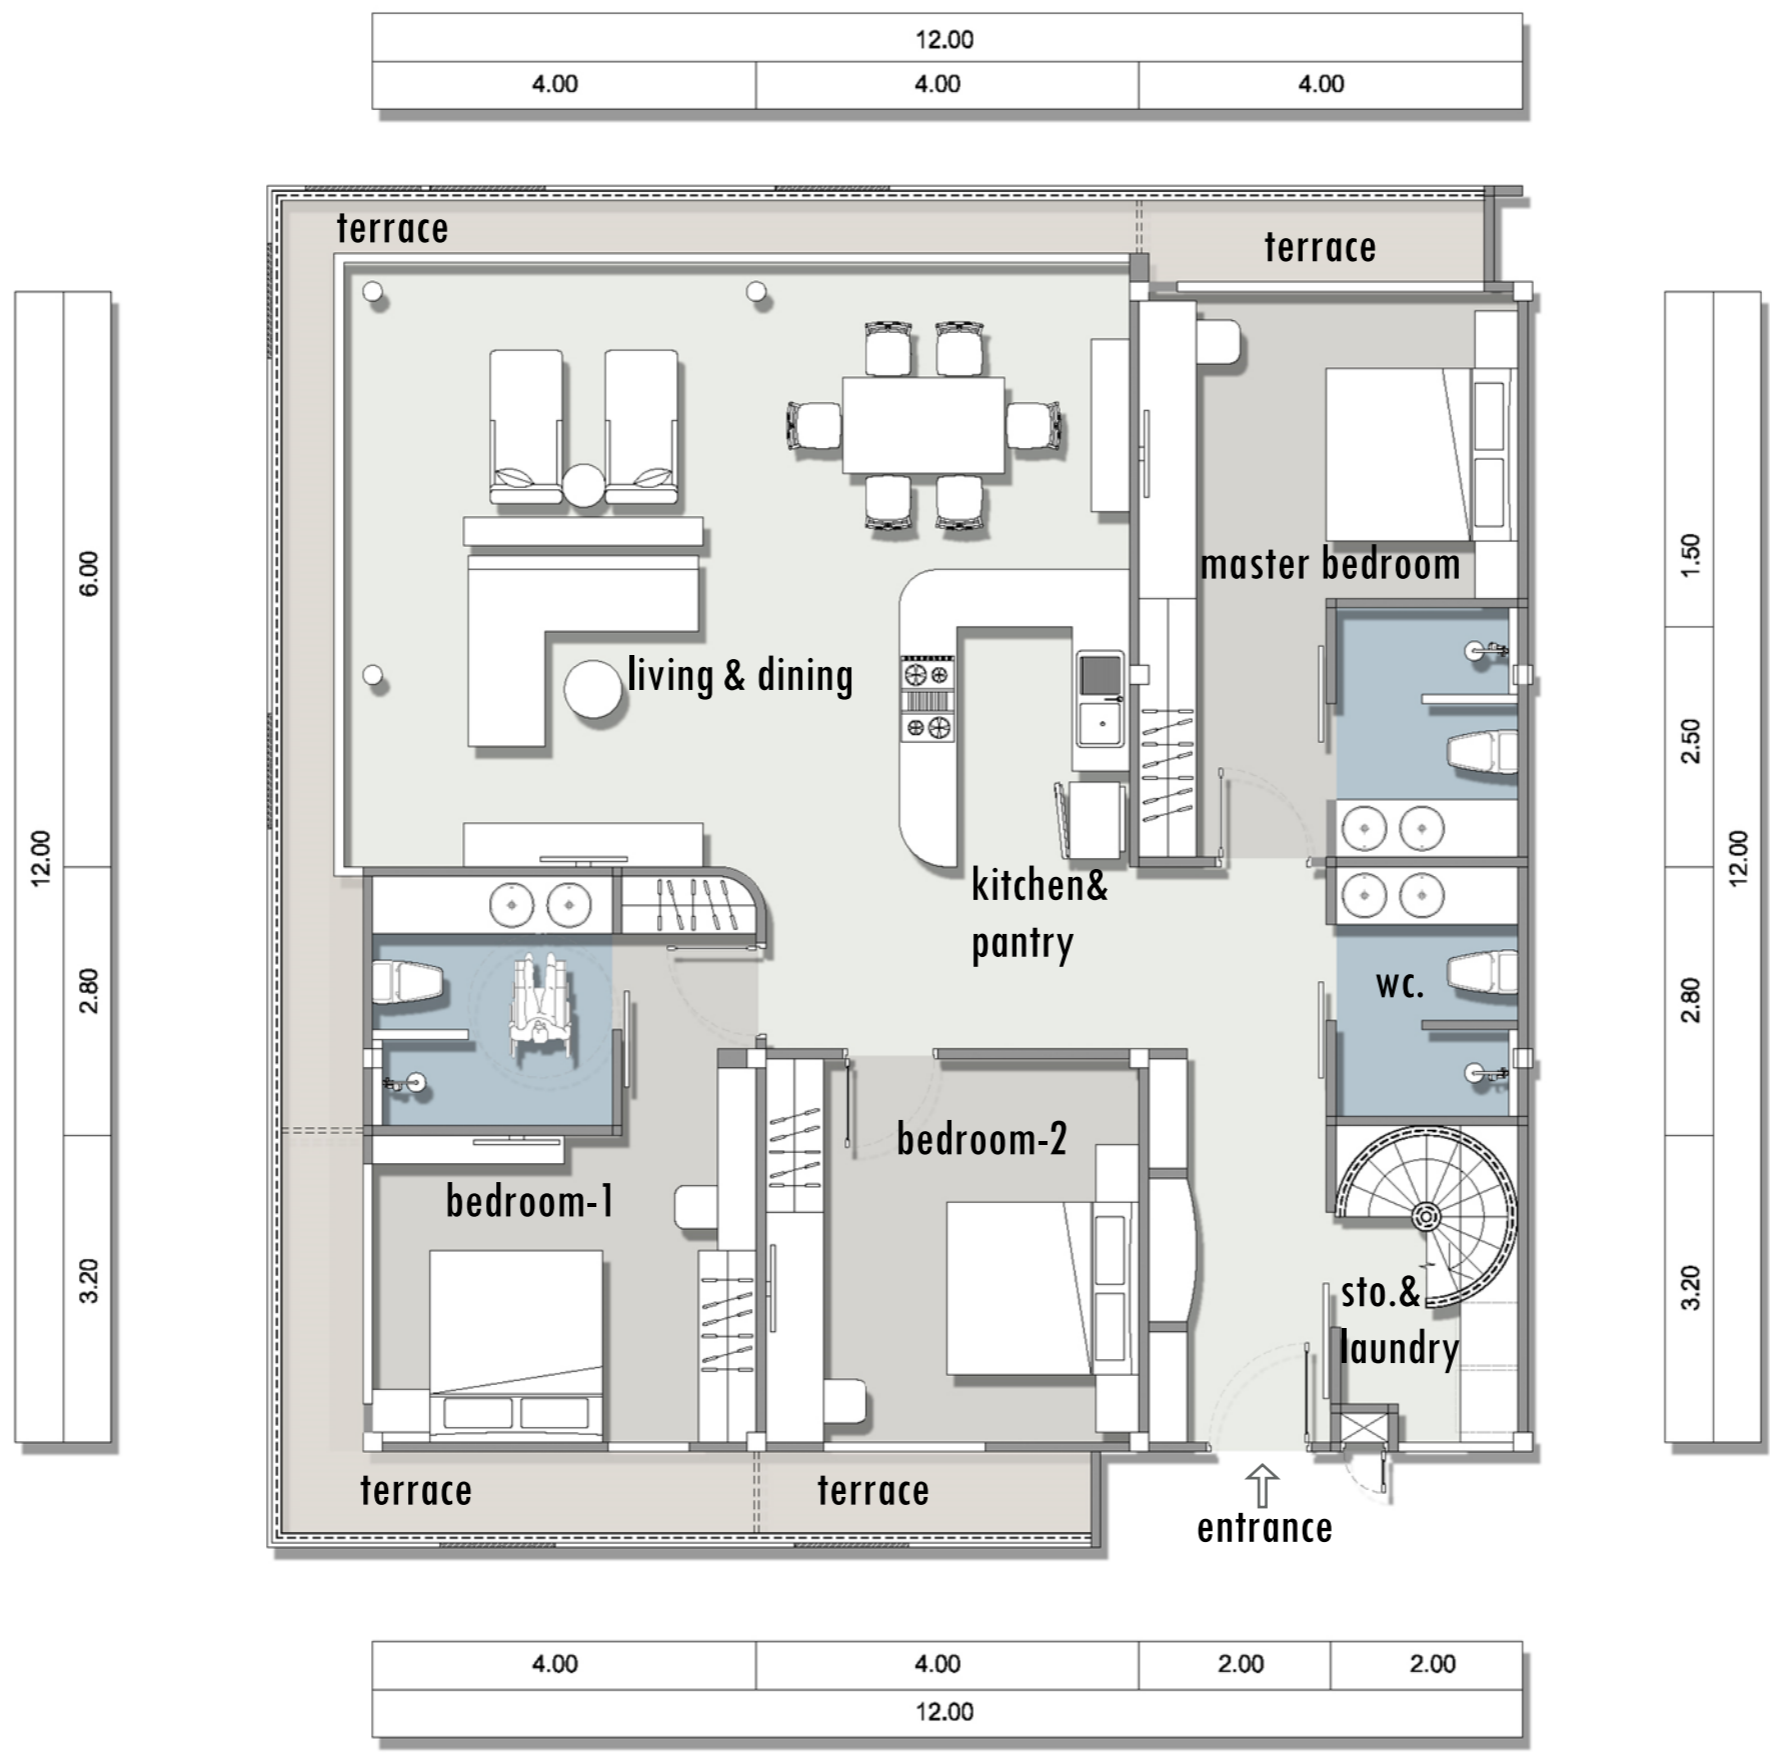 12.00
4.00 4.00 4.00
terrace
terrace
6.00
12.00
2.80
3.20
1.50
2.50
12.00
2.80
3.20
master bedroom
living & dining
kitchen&
pantry
wc.
bedroom-2
bedroom-1
sto.&
laundry
terrace
terrace
entrance
4.00 4.00 2.00 2.00
12.00